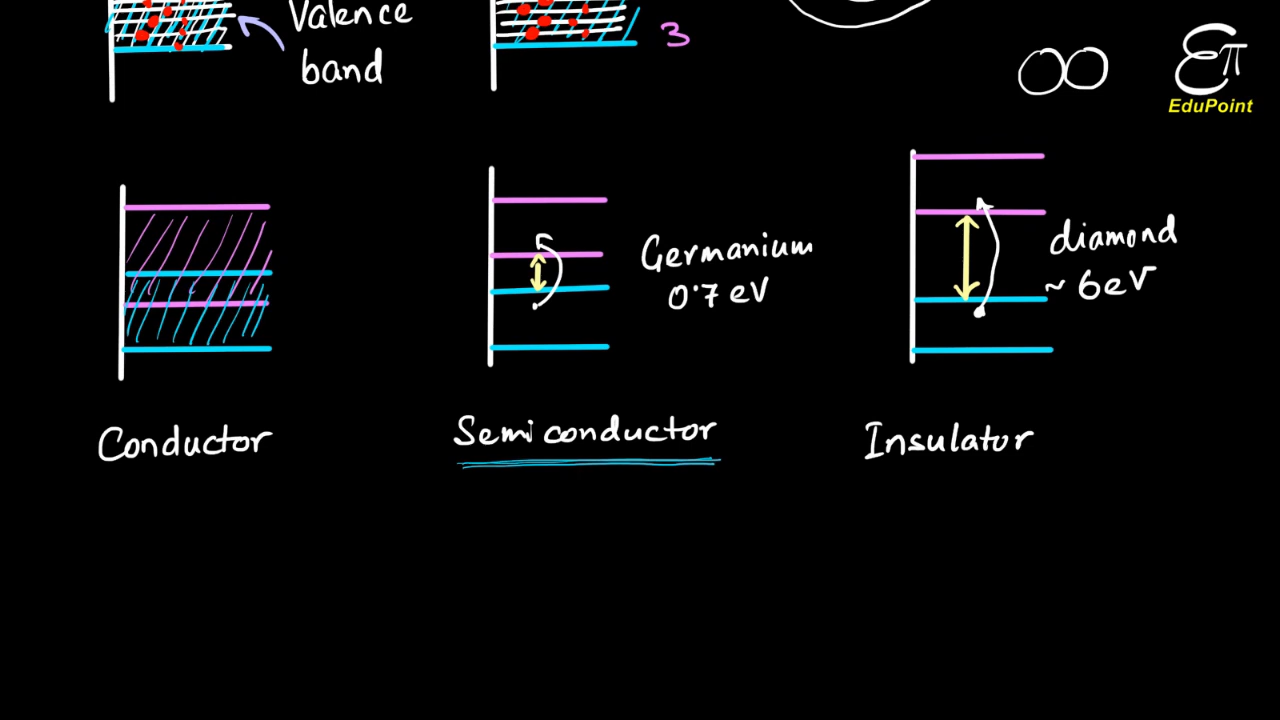 Valence
band
3
Eπ
EduPoint
Germanium
0.7 eV
diamond
~ 6eV
Conductor
Semiconductor
Insulator